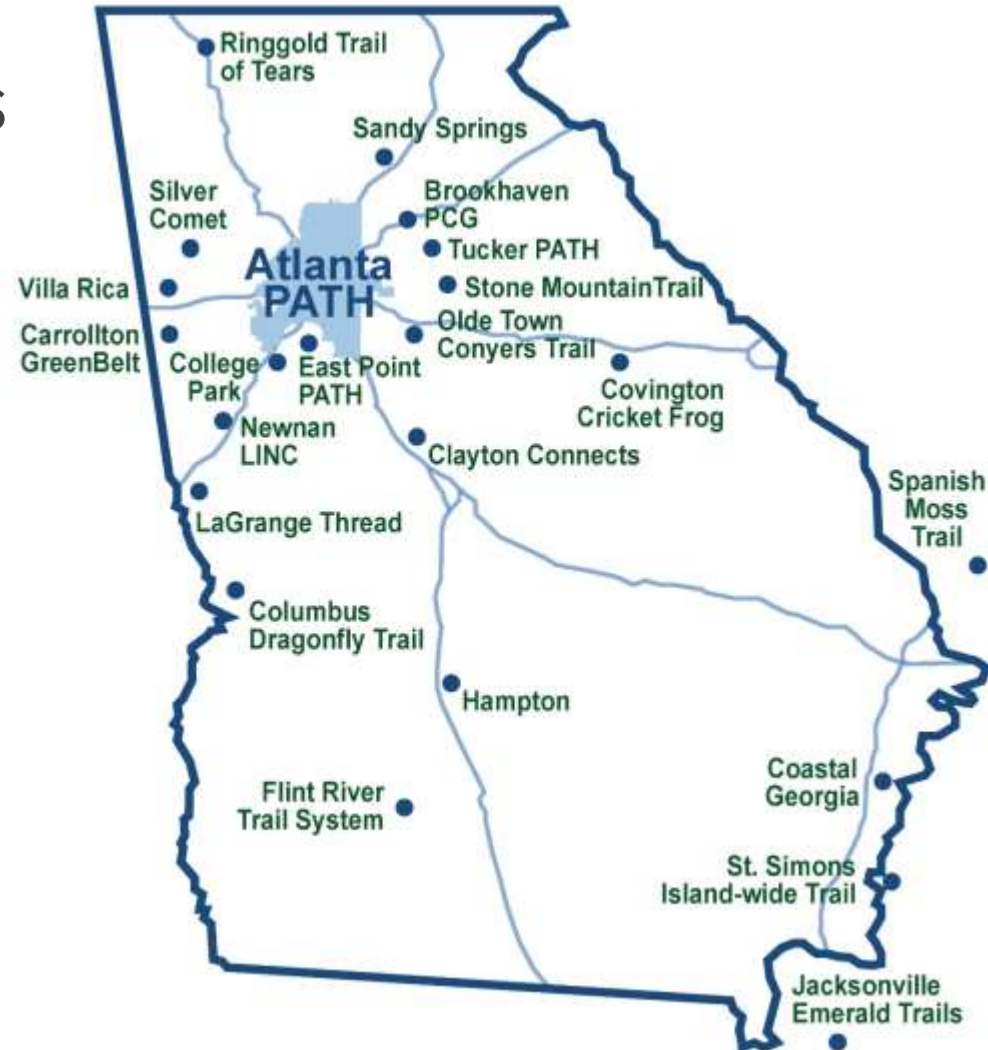 s
Ringgold Trail
of Tears
Sandy Springs
Silver
Comet
Brookhaven
PCG
Tucker PATH
Atlanta
PATH
Villa Rica
Stone MountainTrail
Carrollton
GreenBelt
Olde Town
Conyers Trail
College
Park
East Point
PATH
Covington
Cricket Frog
Newnan
LINC
Clayton Connects
Spanish
Moss
Trail
LaGrange Thread
Columbus
Dragonfly Trail
Hampton
Coastal
Georgia
Flint River
Trail System
St. Simons
Island-wide Trail
Jacksonville
Emerald Trails